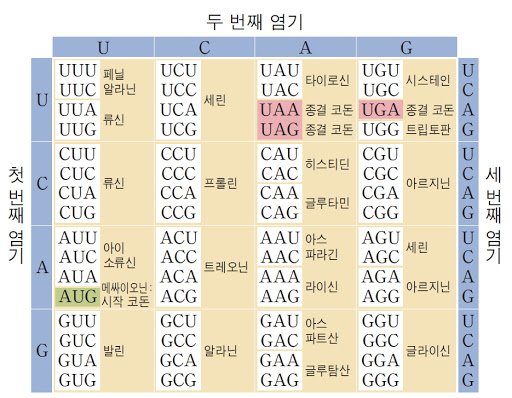 두 번째 염기
U C A G
첫 번째 염기
세 번째 염기
U
UUU
UUC
페닐
알라닌
UUA
UUG
류신
UCU
UCC
UCA
UCG
세린
UAU
UAC
타이로신
UAA 종결 코돈
UAG 종결 코돈
UGU
UGC
시스테인
UGA 종결 코돈
UGG 트립토판
U
C
A
G
C
CUU
CUC
CUA
CUG
류신
CCU
CCC
CCA
CCG
프롤린
CAU
CAC
히스티딘
CAA
CAG
글루타민
CGU
CGC
CGA
CGG
아르지닌
U
C
A
G
A
AUU
AUC
AUA
아이
소류신
AUG
메싸이오닌:
시작 코돈
ACU
ACC
ACA
ACG
트레오닌
AAU
AAC
아스
파라긴
AAA
AAG
라이신
AGU
AGC
세린
AGA
AGG
아르지닌
U
C
A
G
G
GUU
GUC
GUA
GUG
발린
GCU
GCC
GCA
GCG
알라닌
GAU
GAC
아스
파트산
GAA
GAG
글루탐산
GGU
GGC
GGA
GGG
글라이신
U
C
A
G